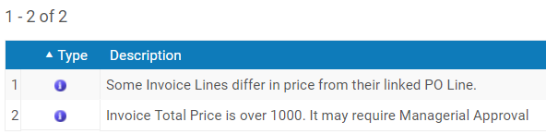 1 - 2 of 2
Type Description
1 Some Invoice Lines differ in price from their linked PO Line.
2 Invoice Total Price is over 1000. It may require Managerial Approval